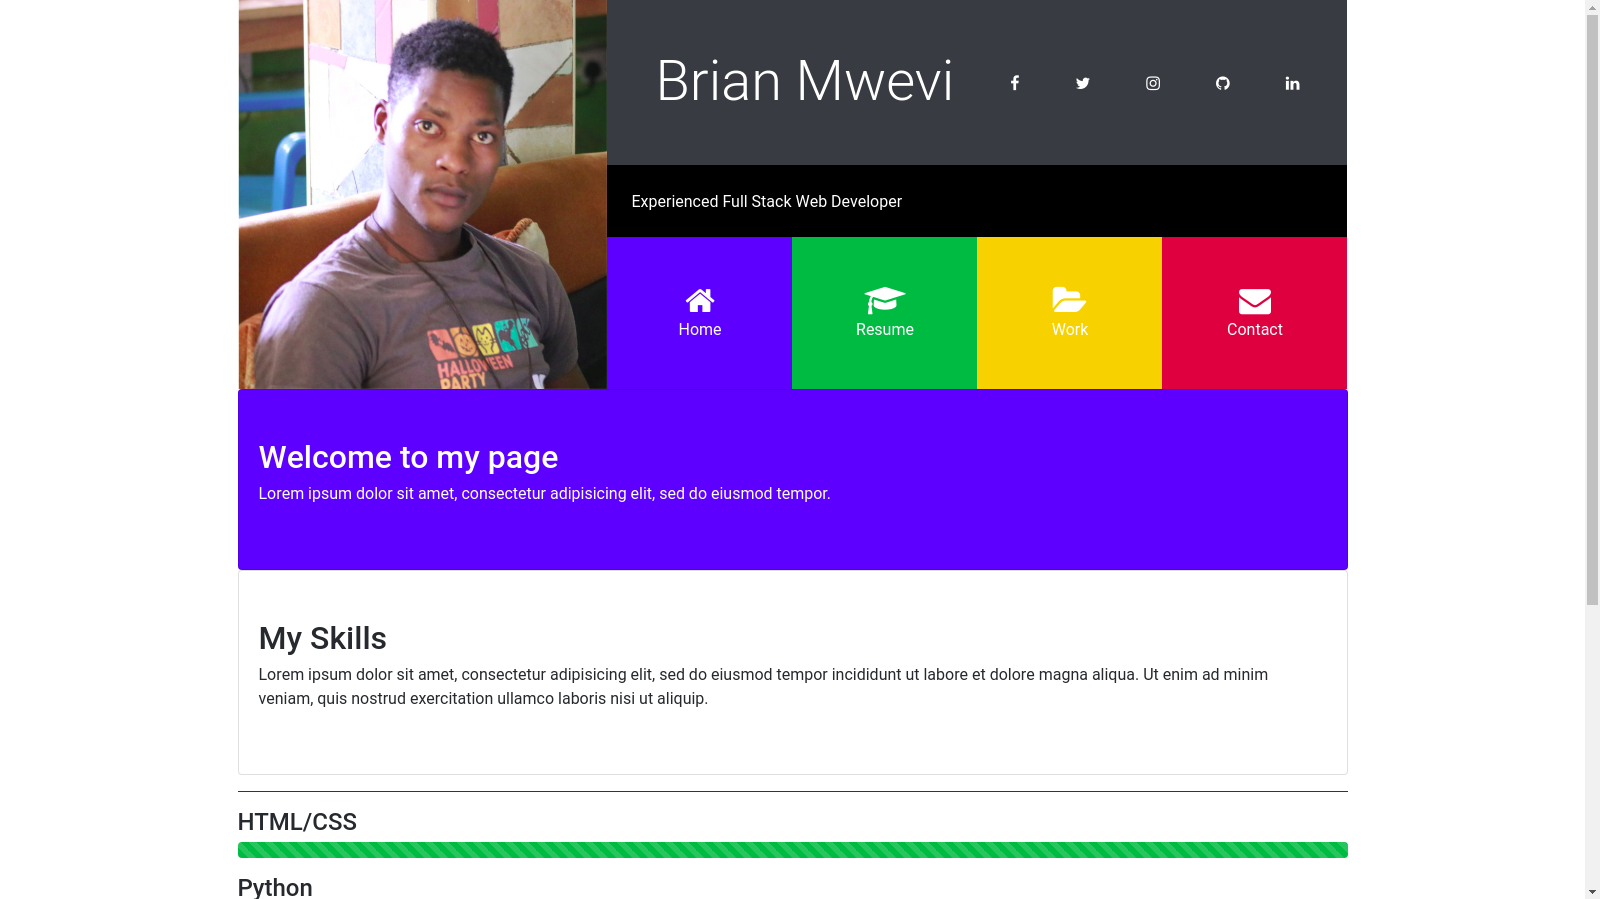 Brian Mwevi
Experienced Full Stack Web Developer
Home
Resume
Work
Contact
HALLOWEEN
PARTY
Welcome to my page
Lorem ipsum dolor sit amet, consectetur adipisicing elit, sed do eiusmod tempor.
My Skills
Lorem ipsum dolor sit amet, consectetur adipisicing elit, sed do eiusmod tempor incididunt ut labore et dolore magna aliqua. Ut enim ad minim
veniam, quis nostrud exercitation ullamco laboris nisi ut aliquip.
HTML/CSS
Python